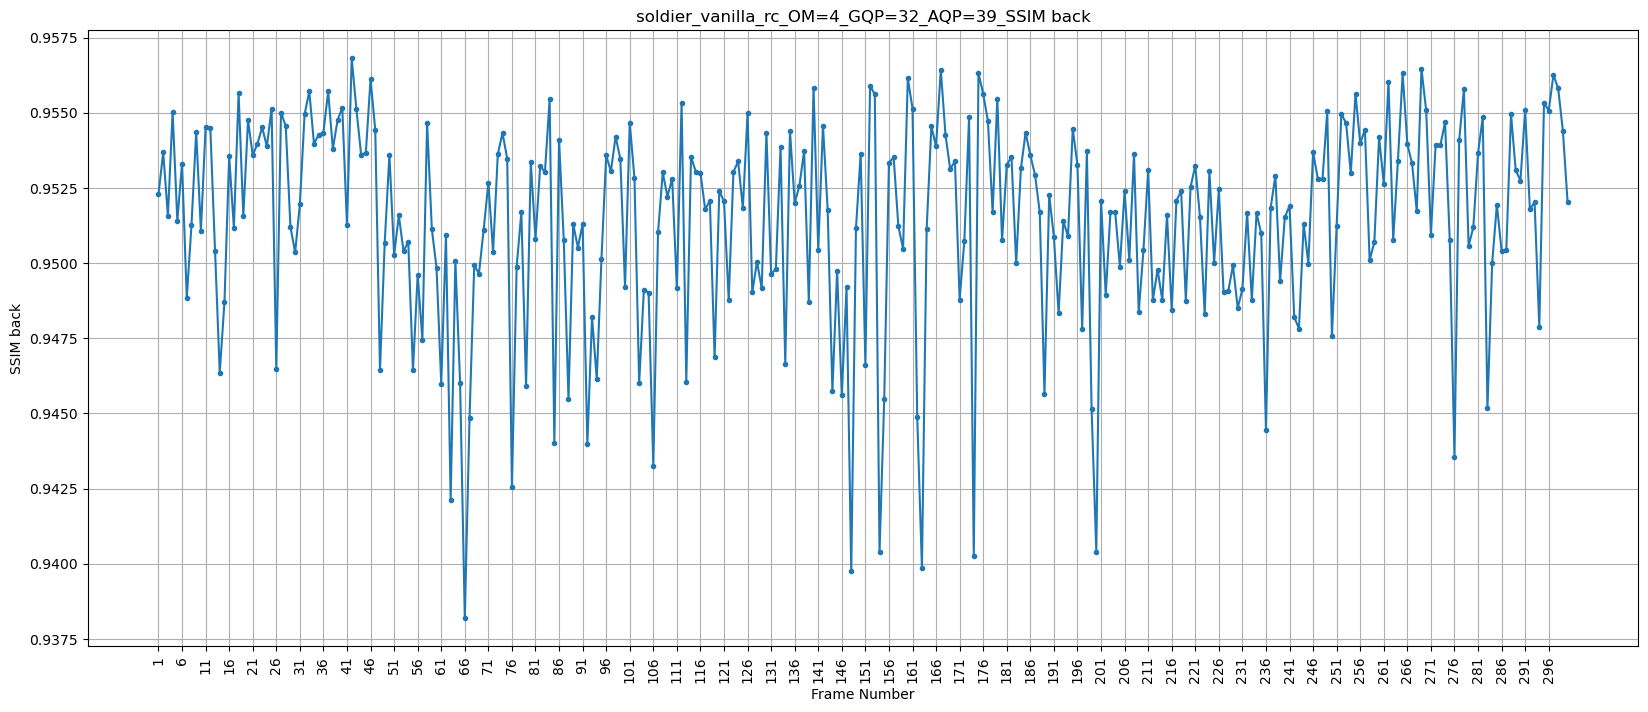 soldier_vanilla_rc_OM=4_GQP=32_AQP=39_SSIM back
0.9575
0.9550
0.9525
0.9500
0.9475
0.9450
0.9425
0.9400
0.9375
SSIM back
1 6 11 16 21 26 31 36 41 46 51 56 61 66 71 76 81 86 91 96 101 106 111 116 121 126 131 136 141 146 151 156 161 166 171 176 181 186 191 196 201 206 211 216 221 226 231 236 241 246 251 256 261 266 271 276 281 286 291 296
Frame Number